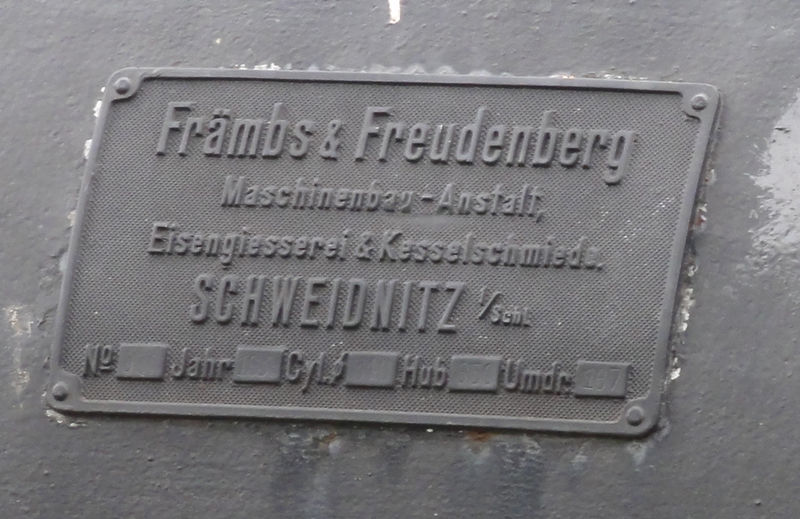 Främbs & Freudenberg
Maschinenbau-Anstalt,
Eisengiesserei & Kesselschmiede.
SCHWEIDNITZ i/Schl.
No Jahr Cyl. ø Hub Umdr.